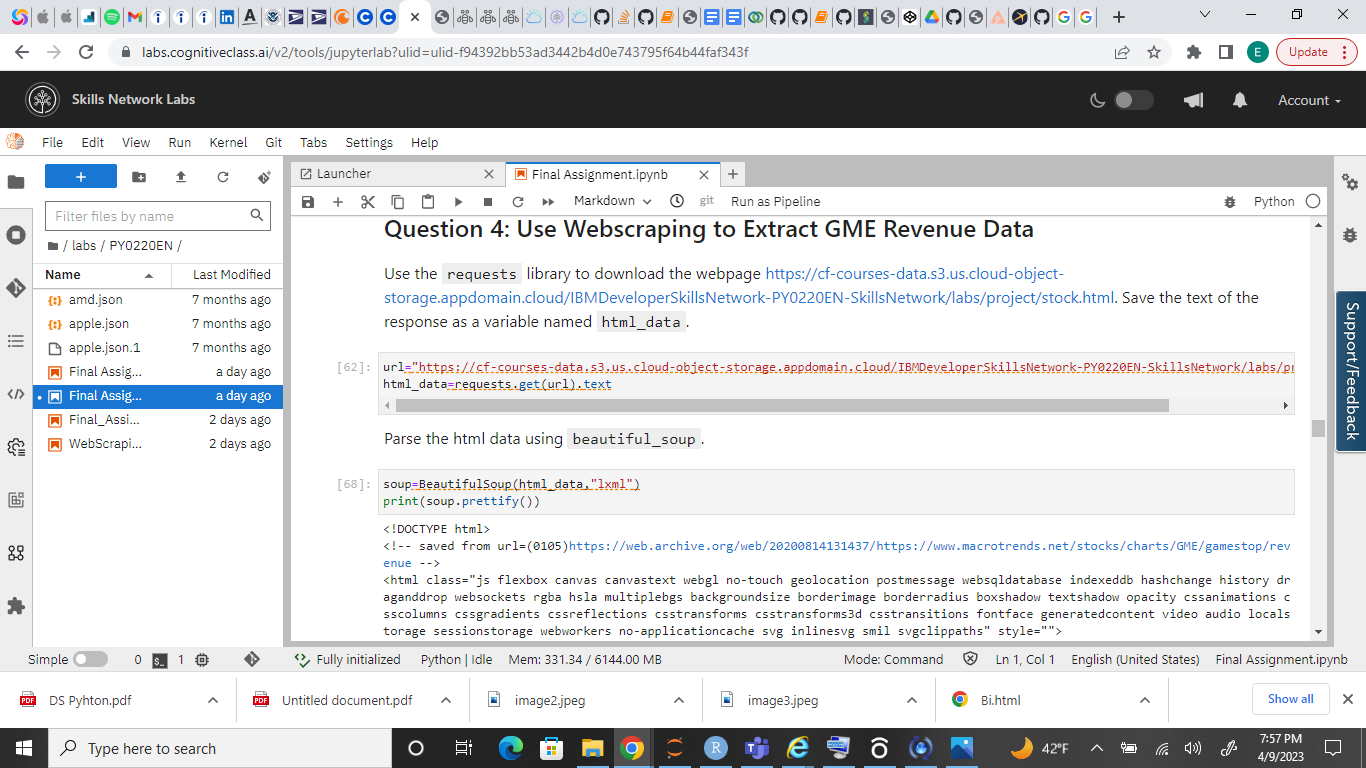 labs.cognitiveclass.ai/v2/tools/jupyterlab?ulid=ulid-f94392bb53ad3442b4d0e743795f64b44faf343f
E
Update
Skills Network Labs
Account
File Edit View Run Kernel Git Tabs Settings Help
Launcher
Final Assignment.ipynb
Markdown
git
Run as Pipeline
Python
Filter files by name
/ labs / PY0220EN /
Name Last Modified
amd.json 7 months ago
apple.json 7 months ago
apple.json.1 7 months ago
Final Assig... a day ago
Final Assig... a day ago
Final_Assi... 2 days ago
WebScrapi... 2 days ago
Question 4: Use Webscraping to Extract GME Revenue Data
Use the requests library to download the webpage https://cf-courses-data.s3.us.cloud-object-
storage.appdomain.cloud/IBMDeveloperSkillsNetwork-PY0220EN-SkillsNetwork/labs/project/stock.html. Save the text of the
response as a variable named html_data.
[62]: url="https://cf-courses-data.s3.us.cloud-object-storage.appdomain.cloud/IBMDeveloperSkillsNetwork-PY0220EN-SkillsNetwork/labs/pr
html_data=requests.get(url).text
Parse the html data using beautiful_soup.
[68]: soup=BeautifulSoup(html_data,"lxml")
print(soup.prettify())
<!DOCTYPE html>
<!-- saved from url=(0105)https://web.archive.org/web/20200814131437/https://www.macrotrends.net/stocks/charts/GME/gamestop/rev
enue -->
<html class="js flexbox canvas canvastext webgl no-touch geolocation postmessage websqldatabase indexeddb hashchange history dr
aganddrop websockets rgba hsla multiplebgs backgroundsize borderimage borderradius boxshadow textshadow opacity cssanimations c
sscolumns cssgradients cssreflections csstransforms csstransforms3d csstransitions fontface generatedcontent video audio locals
torage sessionstorage webworkers no-applicationcache svg inlinesvg smil svgclippaths" style="">
Support/Feedback
Simple 0 1 Fully initialized Python | Idle Mem: 331.34 / 6144.00 MB Mode: Command Ln 1, Col 1 English (United States) Final Assignment.ipynb
DS Pyhton.pdf
Untitled document.pdf
image2.jpeg
image3.jpeg
Bi.html
Show all
Type here to search
42°F
7:57 PM
4/9/2023